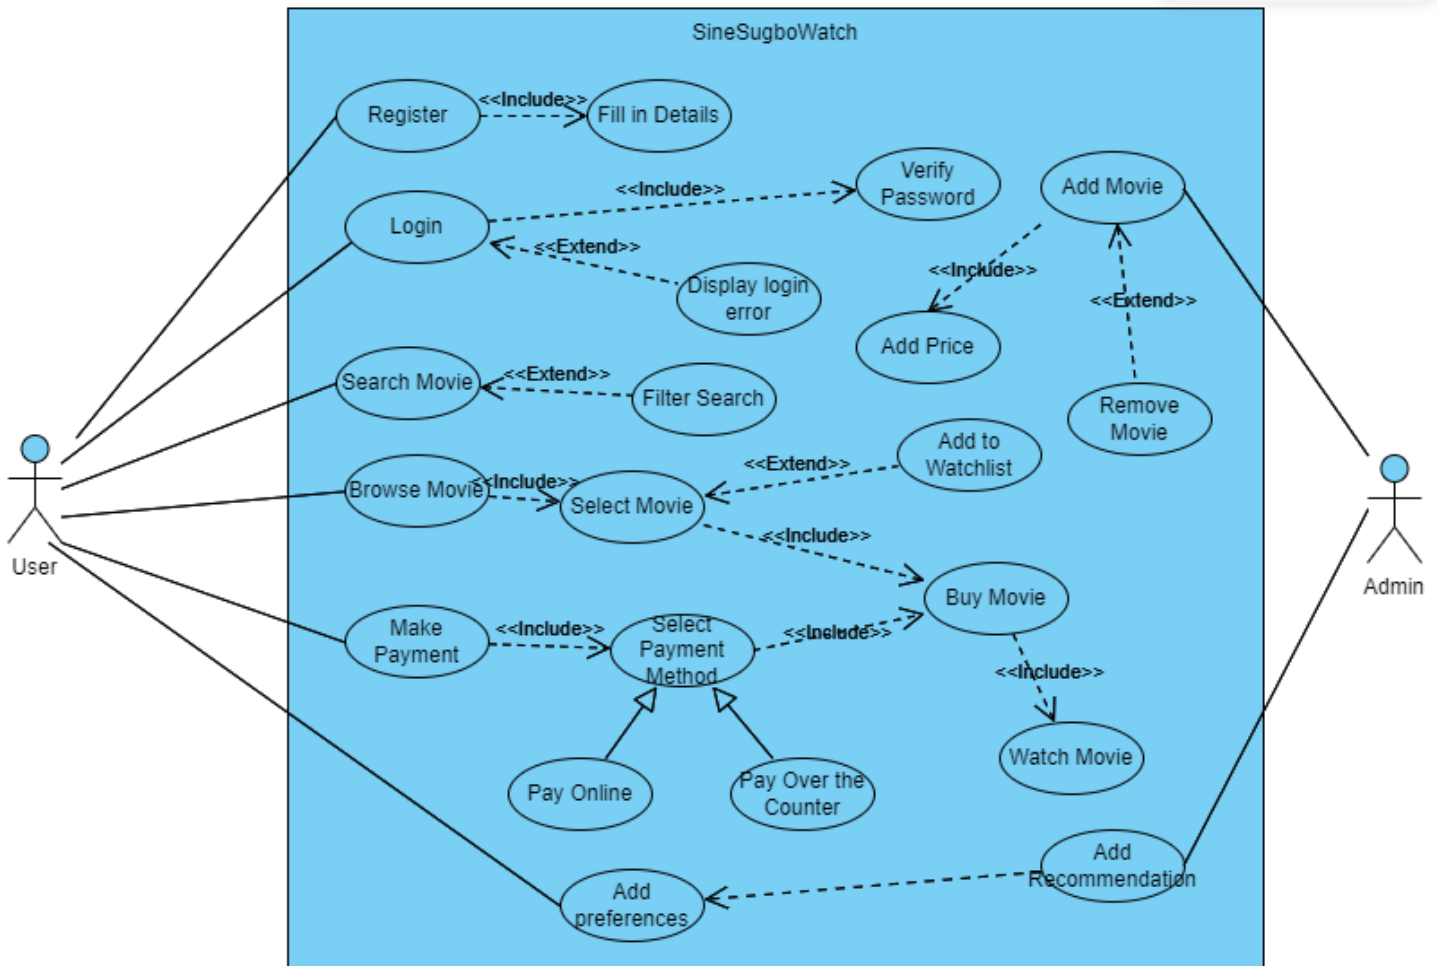 SineSugboWatch
Register
<<Include>>
Fill in Details
Login
<<Include>>
Verify
Password
Add Movie
<<Extend>>
Display login
error
<<Include>>
Add Price
<<Extend>>
Remove
Movie
Search Movie
<<Extend>>
Filter Search
Browse Movie
<<Include>>
Select Movie
<<Extend>>
Add to
Watchlist
<<Include>>
Buy Movie
User
Admin
Make
Payment
<<Include>>
Select
Payment
Method
<<Include>>
<<Include>>
Watch Movie
Pay Online
Pay Over the
Counter
Add
Recommendation
Add
preferences